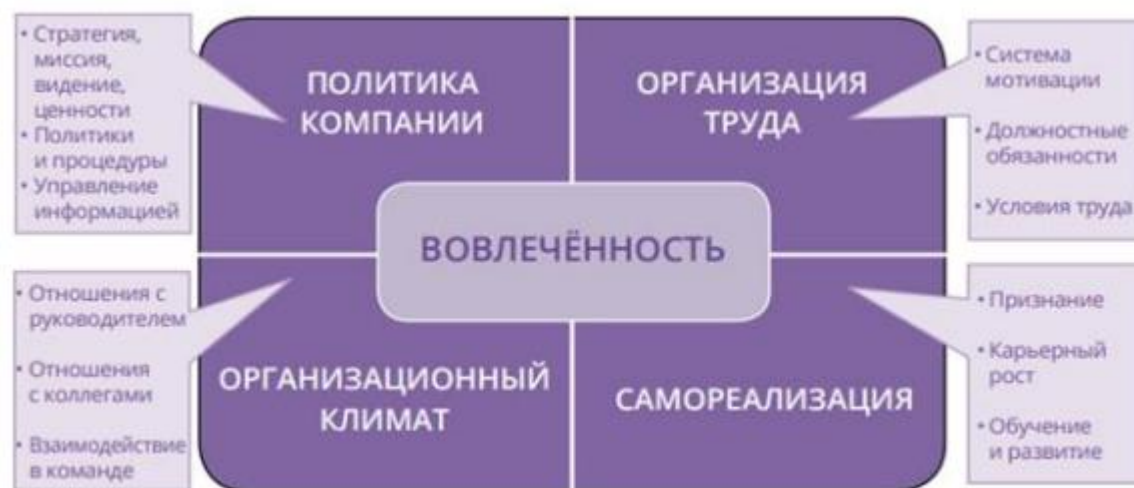 • Стратегия,
миссия,
видение,
ценности
• Политики
и процедуры
• Управление
информацией
ПОЛИТИКА
КОМПАНИИ
ОРГАНИЗАЦИЯ
ТРУДА
• Система
мотивации
• Должностные
обязанности
• Условия труда
ВОВЛЕЧЁННОСТЬ
• Отношения с
руководителем
• Отношения
с коллегами
• Взаимодействие
в команде
ОРГАНИЗАЦИОННЫЙ
КЛИМАТ
САМОРЕАЛИЗАЦИЯ
• Признание
• Карьерный
рост
• Обучение
и развитие